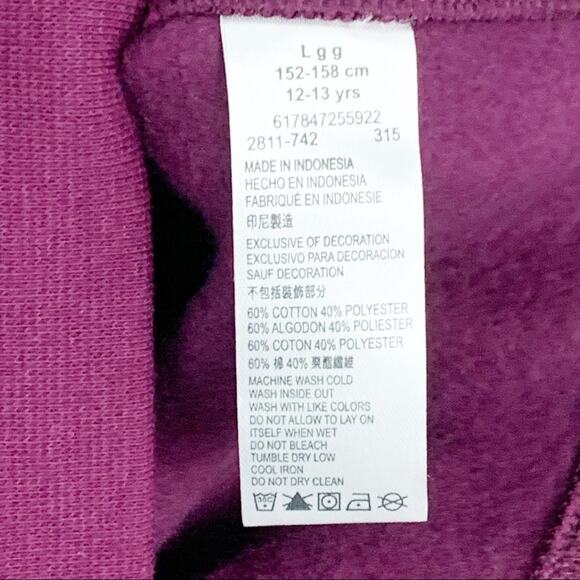 L g g
152-158 cm
12-13 yrs
617847255922
2811-742 315
MADE IN INDONESIA
HECHO EN INDONESIA
FABRIQUÉ EN INDONESIE
印尼製造
EXCLUSIVE OF DECORATION
EXCLUSIVO PARA DECORACION
SAUF DECORATION
不包括裝飾部分
60% COTTON 40% POLYESTER
60% ALGODON 40% POLIESTER
60% COTON 40% POLYESTER
60% 棉 40% 聚酯纖維
MACHINE WASH COLD
WASH INSIDE OUT
WASH WITH LIKE COLORS
DO NOT ALLOW TO LAY ON
ITSELF WHEN WET
DO NOT BLEACH
TUMBLE DRY LOW
COOL IRON
DO NOT DRY CLEAN